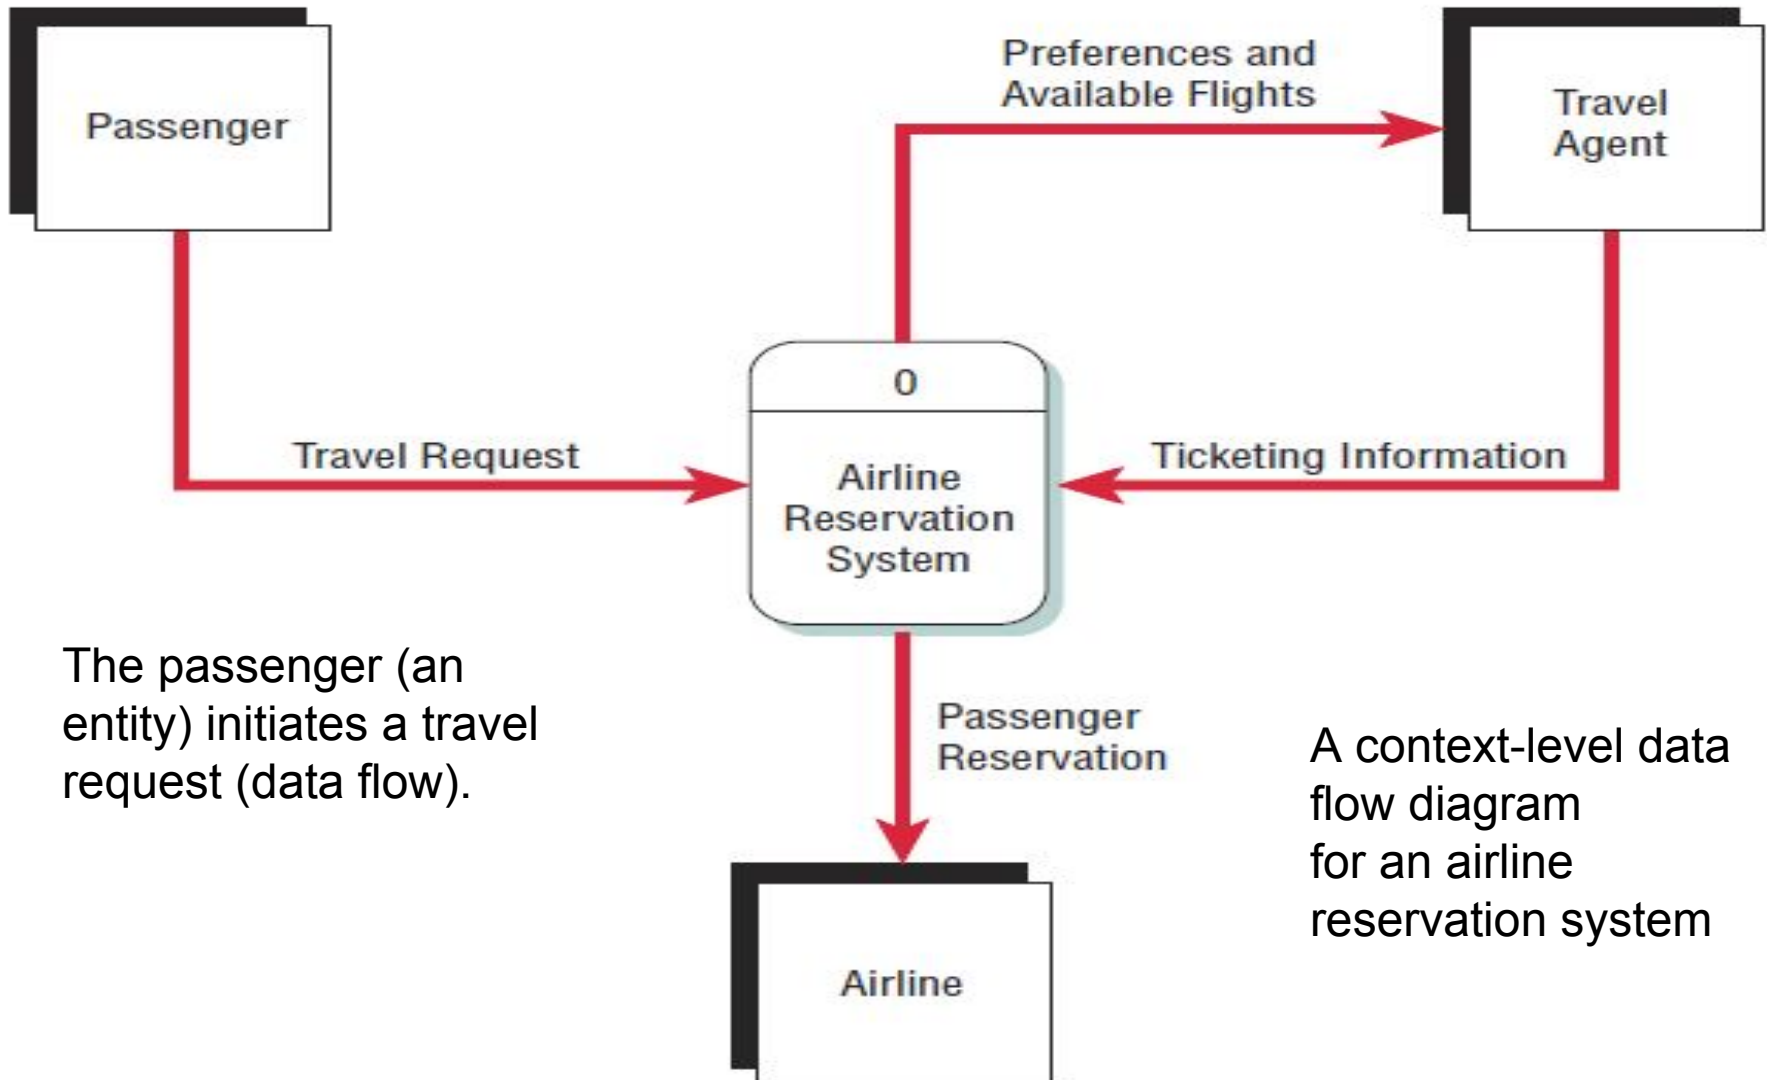 Passenger
Preferences and
Available Flights
Travel
Agent
0
Airline
Reservation
System
Travel Request
Ticketing Information
The passenger (an
entity) initiates a travel
request (data flow).
Passenger
Reservation
A context-level data
flow diagram
for an airline
reservation system
Airline